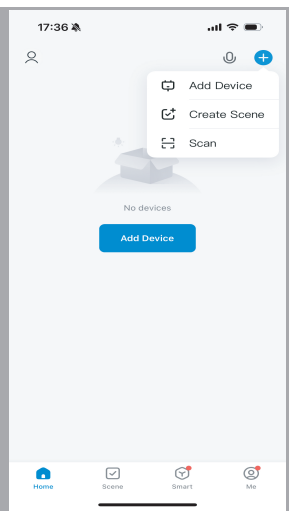 17:36
Add Device
Create Scene
Scan
No devices
Add Device
Home
Scene
Smart
Me